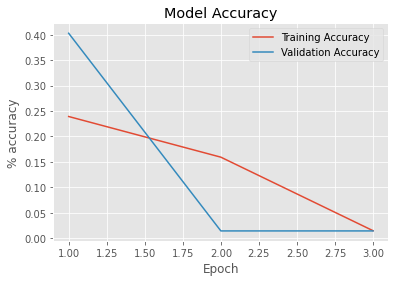 Model Accuracy
Training Accuracy
Validation Accuracy
% accuracy
0.40
0.35
0.30
0.25
0.20
0.15
0.10
0.05
0.00
1.00 1.25 1.50 1.75 2.00 2.25 2.50 2.75 3.00
Epoch